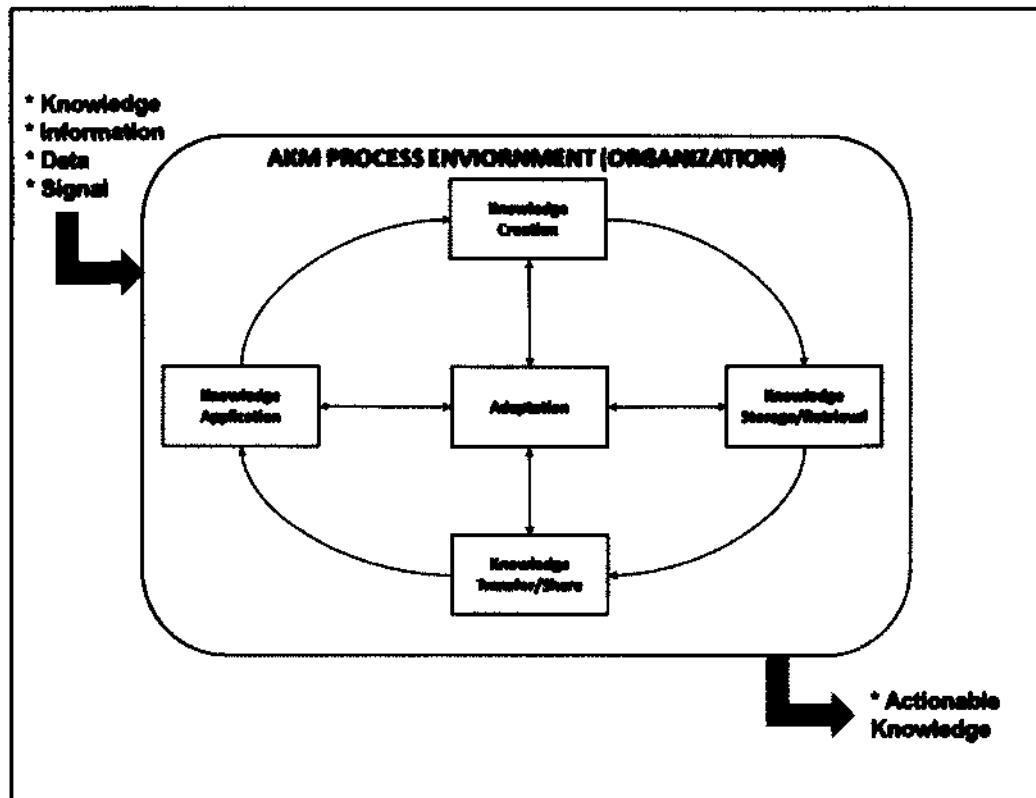 * Knowledge
* Information
* Data
* Signal
AKM PROCESS ENVIORNMENT (ORGANIZATION)
Knowledge
Creation
Knowledge
Application
Adaptation
Knowledge
Storage/Retrieval
Knowledge
Transfer/Share
* Actionable
Knowledge